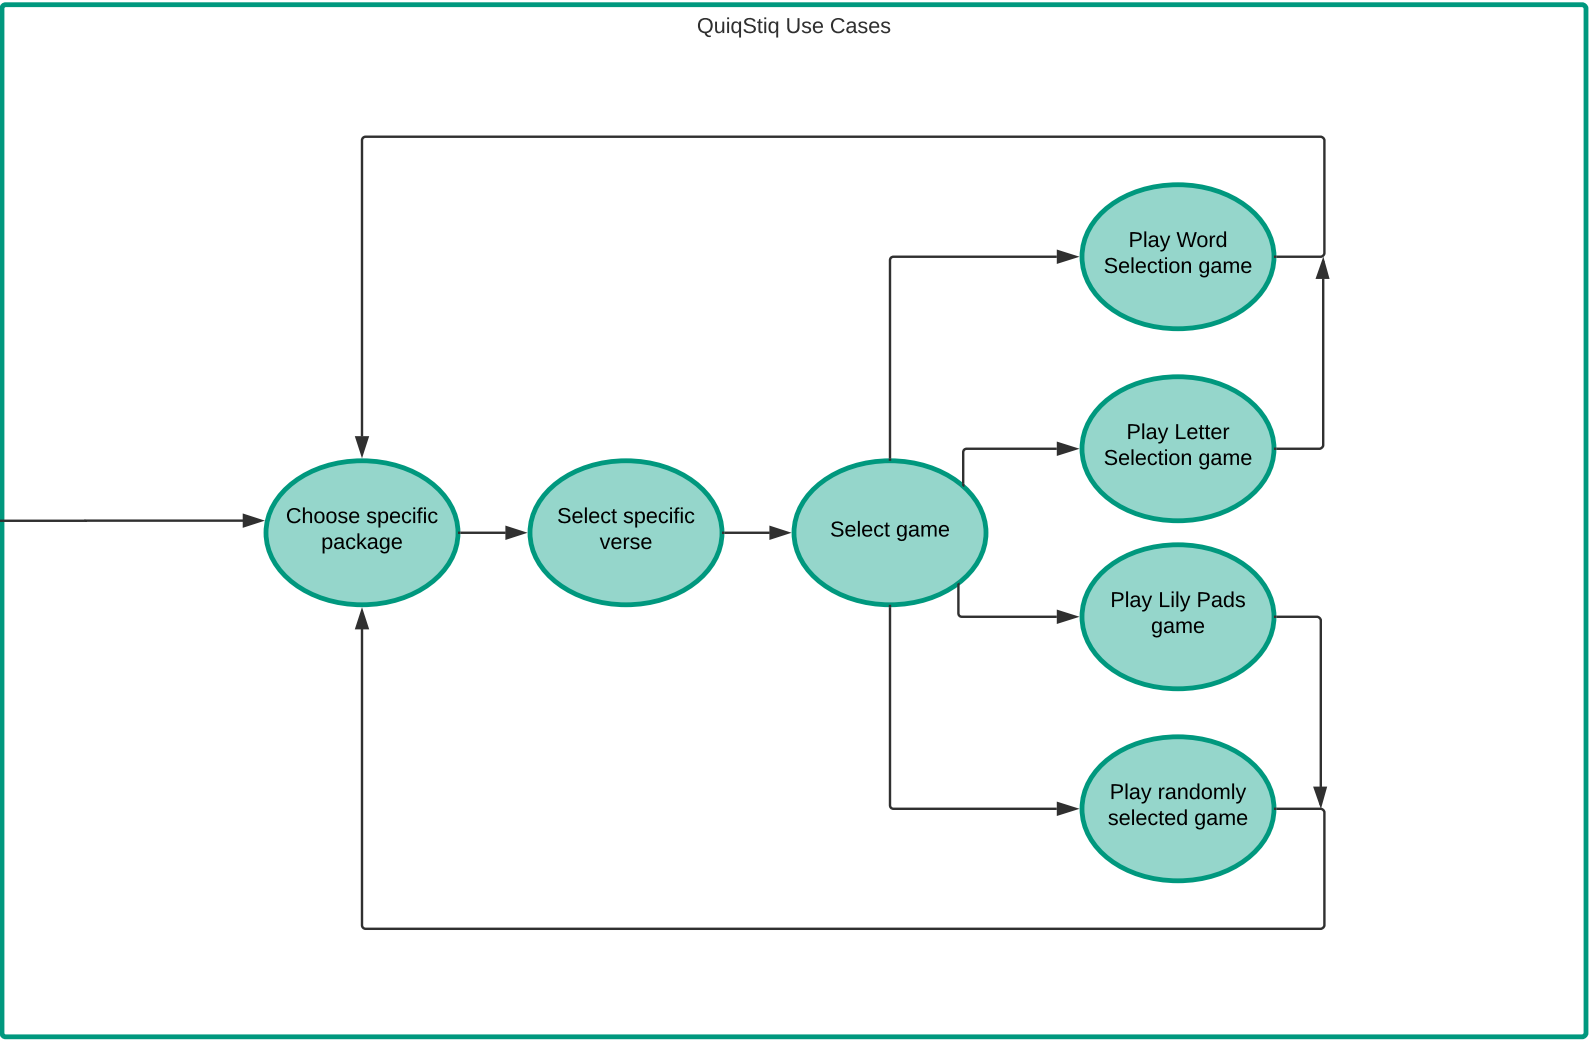 QuiqStiq Use Cases
Play Word
Selection game
Play Letter
Selection game
Choose specific
package
Select specific
verse
Select game
Play Lily Pads
game
Play randomly
selected game